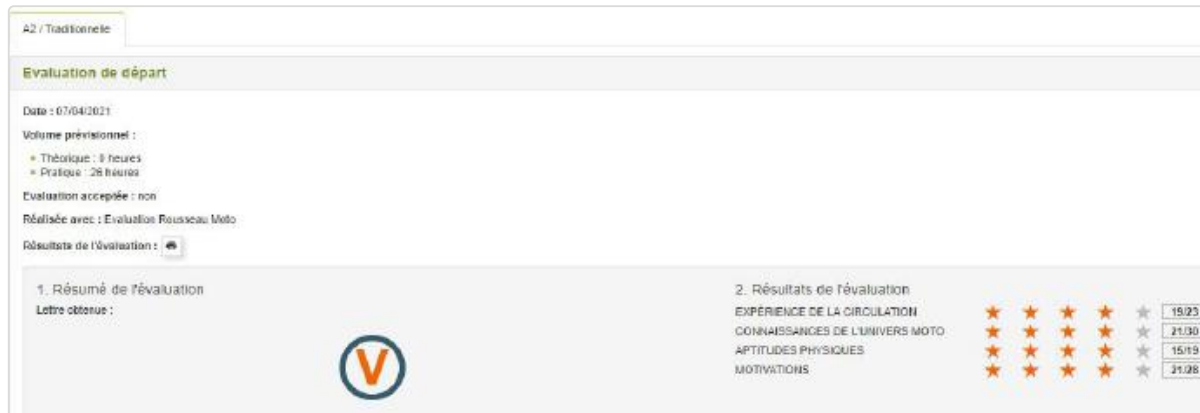 A2 / Traditionnelle
Evaluation de départ
Date : 07/04/2021
Volume prévisionnel :
Théorique : 0 heures
Pratique : 26 heures
Evaluation acceptée : non
Réalisée avec : Evaluation Rousseau Moto
Résultats de l'évaluation :
1. Résumé de l'évaluation
Lettre obtenue :
V
2. Résultats de l'évaluation
EXPÉRIENCE DE LA CIRCULATION 19/23
CONNAISSANCES DE L'UNIVERS MOTO 21/30
APTITUDES PHYSIQUES 15/19
MOTIVATIONS 21/28